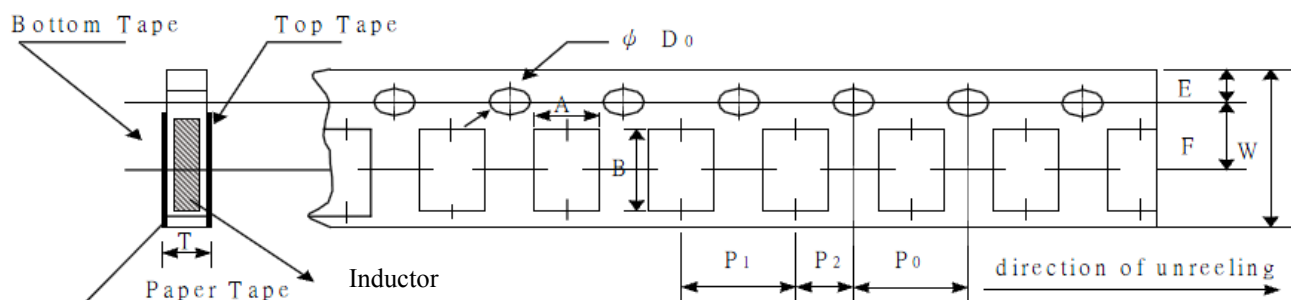 Bottom Tape
Top Tape
ϕ D0
A
B
E
F
W
T
P1
P2
P0
direction of unreeling
Paper Tape
Inductor